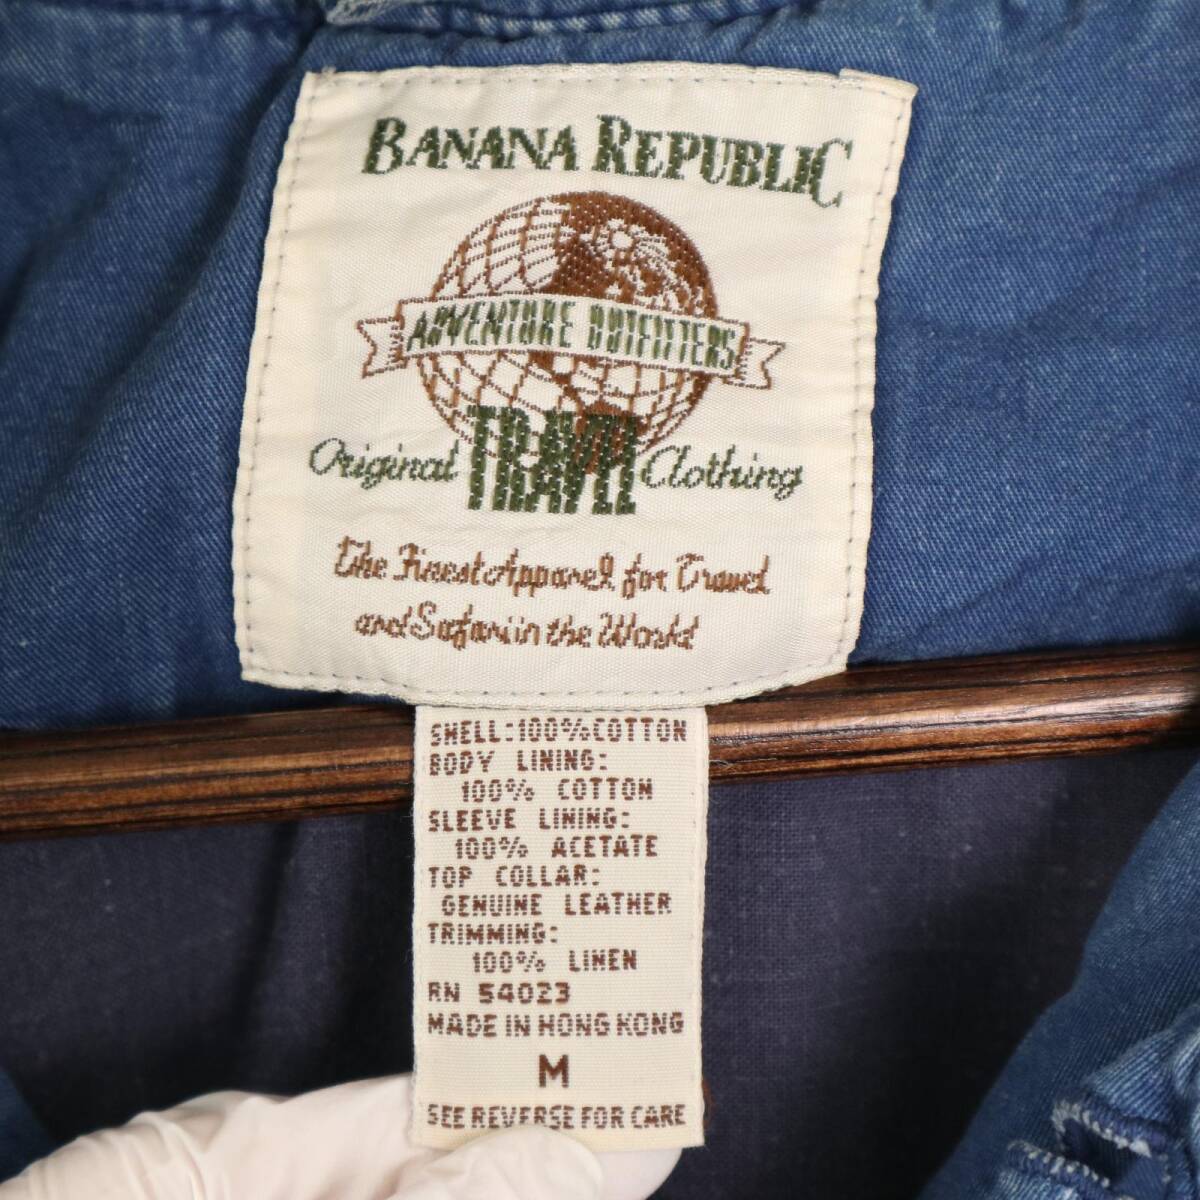 BANANA REPUBLIC
ADVENTURE OUTFITTERS
Original TRAVEL Clothing
The Finest Apparel for Travel
and Safari in the World
SHELL: 100% COTTON
BODY LINING:
100% COTTON
SLEEVE LINING:
100% ACETATE
TOP COLLAR:
GENUINE LEATHER
TRIMMING:
100% LINEN
RN 54023
MADE IN HONG KONG
M
SEE REVERSE FOR CARE